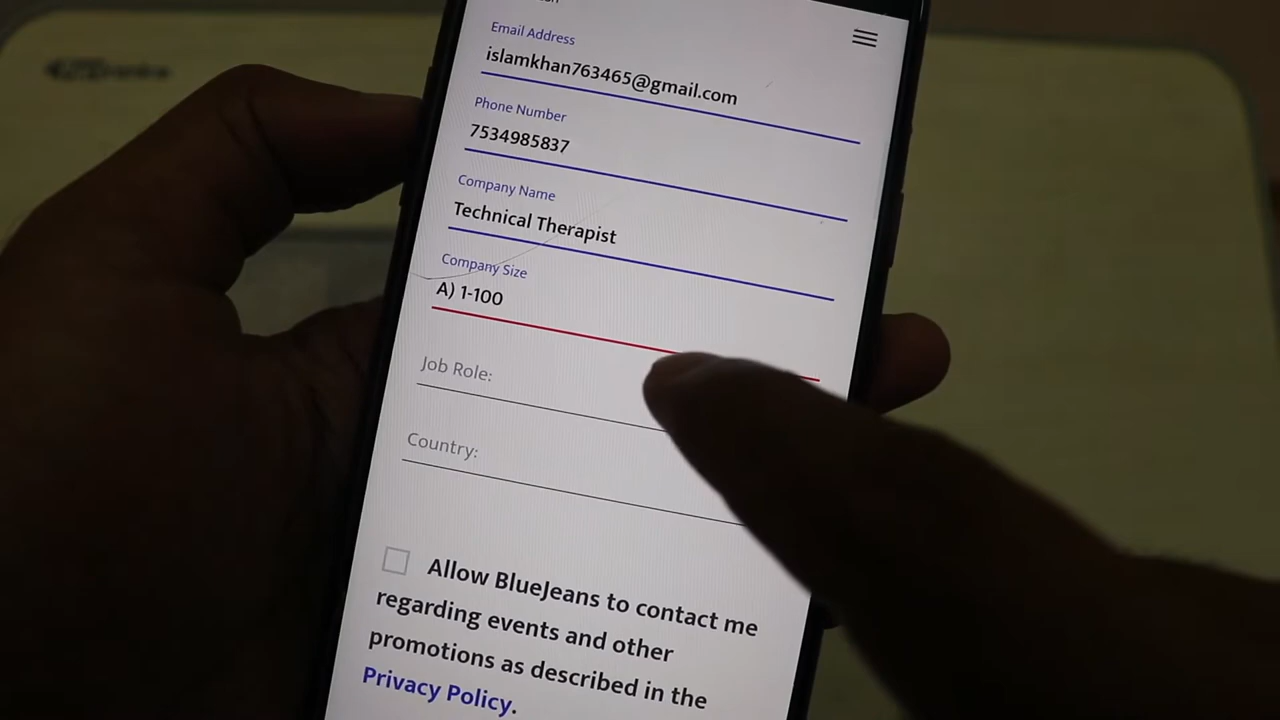 Email Address
islamkhan763465@gmail.com
Phone Number
7534985837
Company Name
Technical Therapist
Company Size
A) 1-100
Job Role:
Country:
Allow BlueJeans to contact me
regarding events and other
promotions as described in the
Privacy Policy.